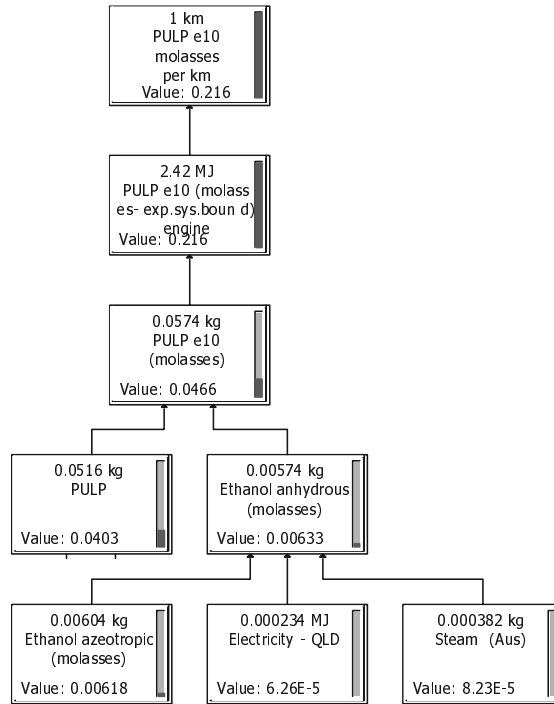 1 km
PULP e10
molasses
per km
Value: 0.216
2.42 MJ
PULP e10 (molass
es- exp.sys.boun d)
engine
Value: 0.216
0.0574 kg
PULP e10
(molasses)
Value: 0.0466
0.0516 kg
PULP
Value: 0.0403
0.00574 kg
Ethanol anhydrous
(molasses)
Value: 0.00633
0.00604 kg
Ethanol azeotropic
(molasses)
Value: 0.00618
0.000234 MJ
Electricity - QLD
Value: 6.26E-5
0.000382 kg
Steam (Aus)
Value: 8.23E-5